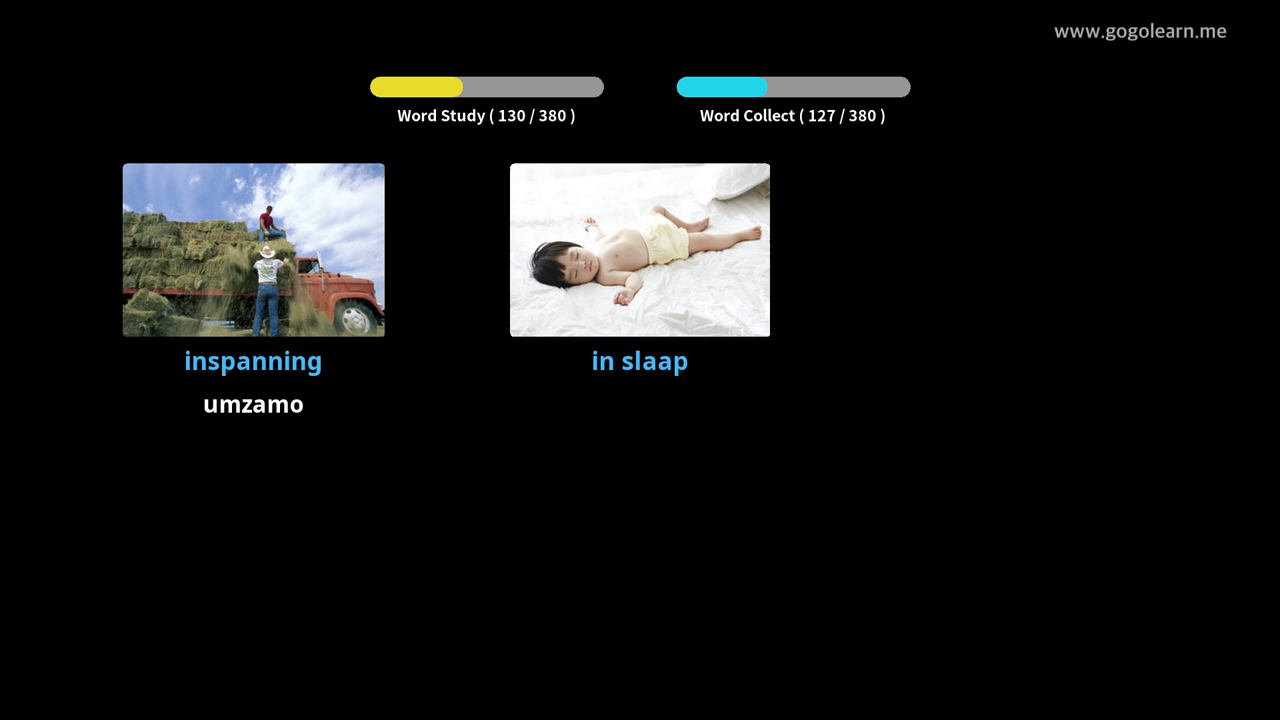 www.gogolearn.me
Word Study ( 130 / 380 )
Word Collect ( 127 / 380 )
inspanning
in slaap
umzamo